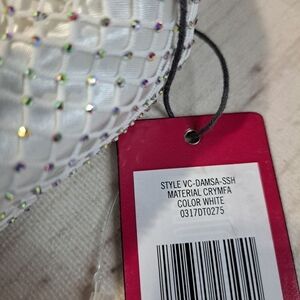 STYLE VC-DAMSA-SSH
MATERIAL CRYMFA
COLOR WHITE
0317DT0275